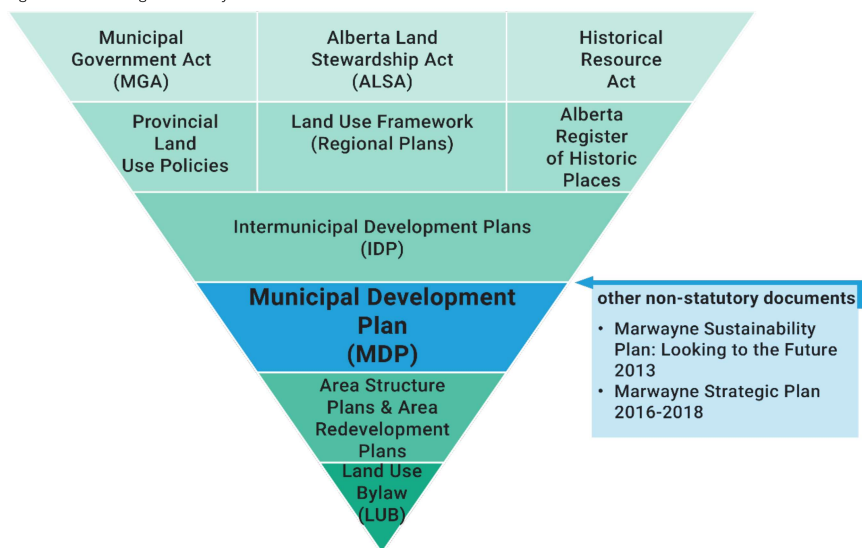 Municipal
Government Act
(MGA)
Alberta Land
Stewardship Act
(ALSA)
Historical
Resource
Act
Provincial
Land
Use Policies
Land Use Framework
(Regional Plans)
Alberta
Register
of Historic
Places
Intermunicipal Development Plans
(IDP)
Municipal Development
Plan
(MDP)
other non-statutory documents
• Marwayne Sustainability
Plan: Looking to the Future
2013
• Marwayne Strategic Plan
2016-2018
Area Structure
Plans & Area
Redevelopment
Plans
Land Use
Bylaw
(LUB)